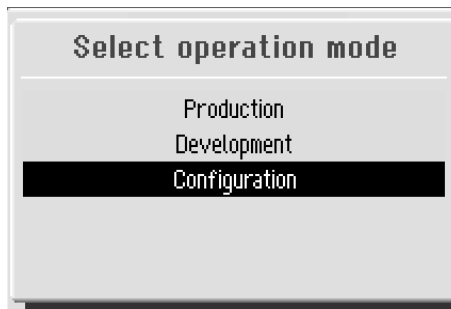 Select operation mode
Production
Development
Configuration